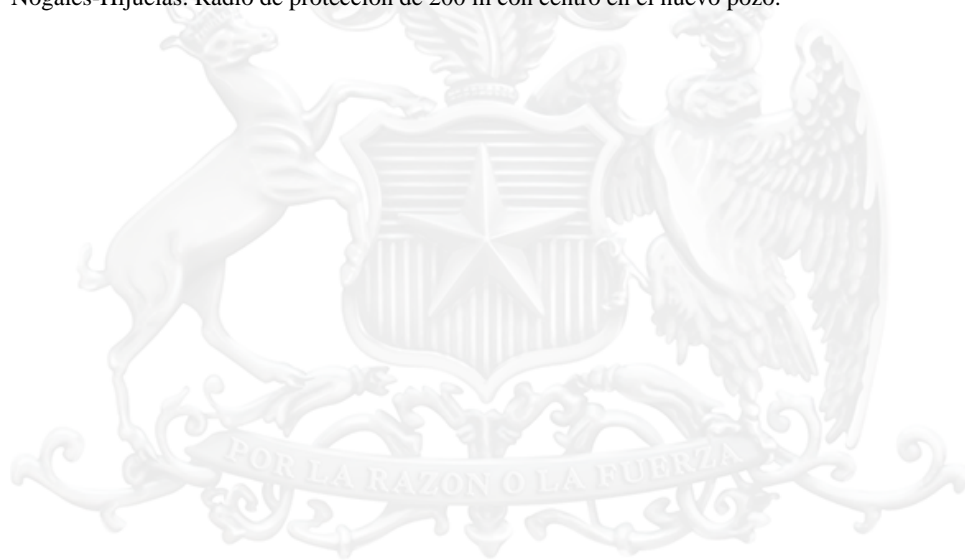 Nogales-Hijuelas. Radio de protección de 200 m con centro en el nuevo pozo.
POR LA RAZON O LA FUERZA